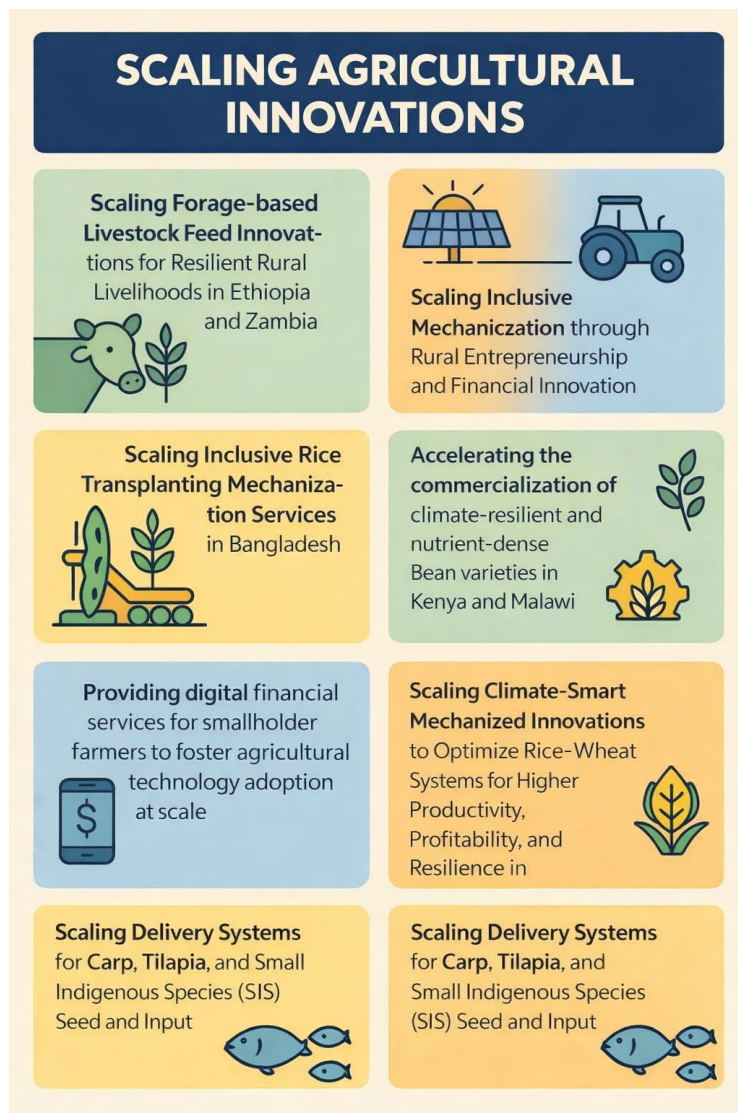 SCALING AGRICULTURAL
INNOVATIONS
Scaling Forage-based
Livestock Feed Innovat-
tions for Resilient Rural
Livelihoods in Ethiopia
and Zambia
Scaling Inclusive
Mechaniczation through
Rural Entrepreneurship
and Financial Innovation
Scaling Inclusive Rice
Transplanting Mechaniza-
tion Services
in Bangladesh
Accelerating the
commercialization of
climate-resilient and
nutrient-dense
Bean varieties in
Kenya and Malawi
Providing digital financial
services for smallholder
farmers to foster agricultural
technology adoption
at scale
$
Scaling Climate-Smart
Mechanized Innovations
to Optimize Rice-Wheat
Systems for Higher
Productivity,
Profitability, and
Resilience in
Scaling Delivery Systems
for Carp, Tilapia, and Small
Indigenous Species (SIS)
Seed and Input
Scaling Delivery Systems
for Carp, Tilapia, and
Small Indigenous Species
(SIS) Seed and Input